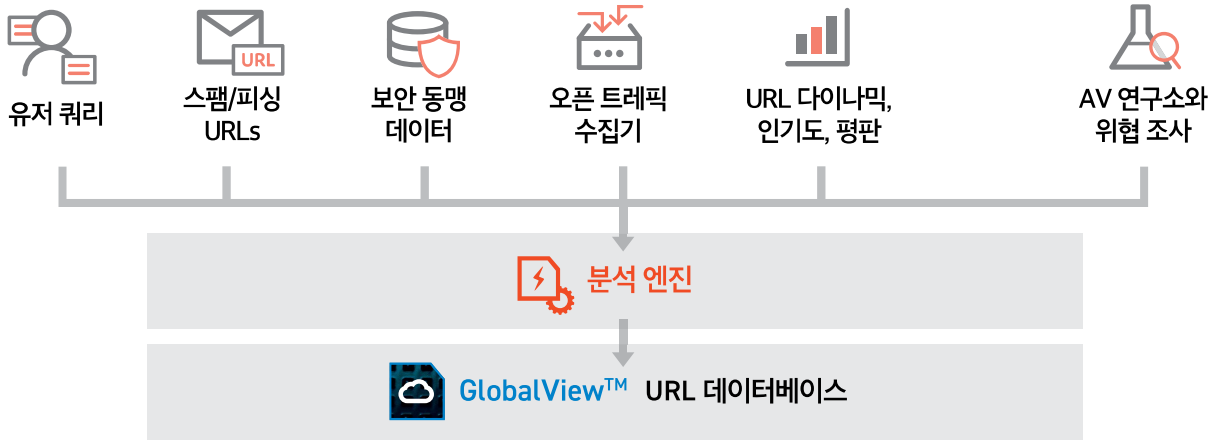 URL
유저 쿼리
스팸/피싱
URLs
보안 동맹
데이터
오픈 트레픽
수집기
URL 다이나믹,
인기도, 평판
AV 연구소와
위협 조사
분석 엔진
GlobalView™ URL 데이터베이스